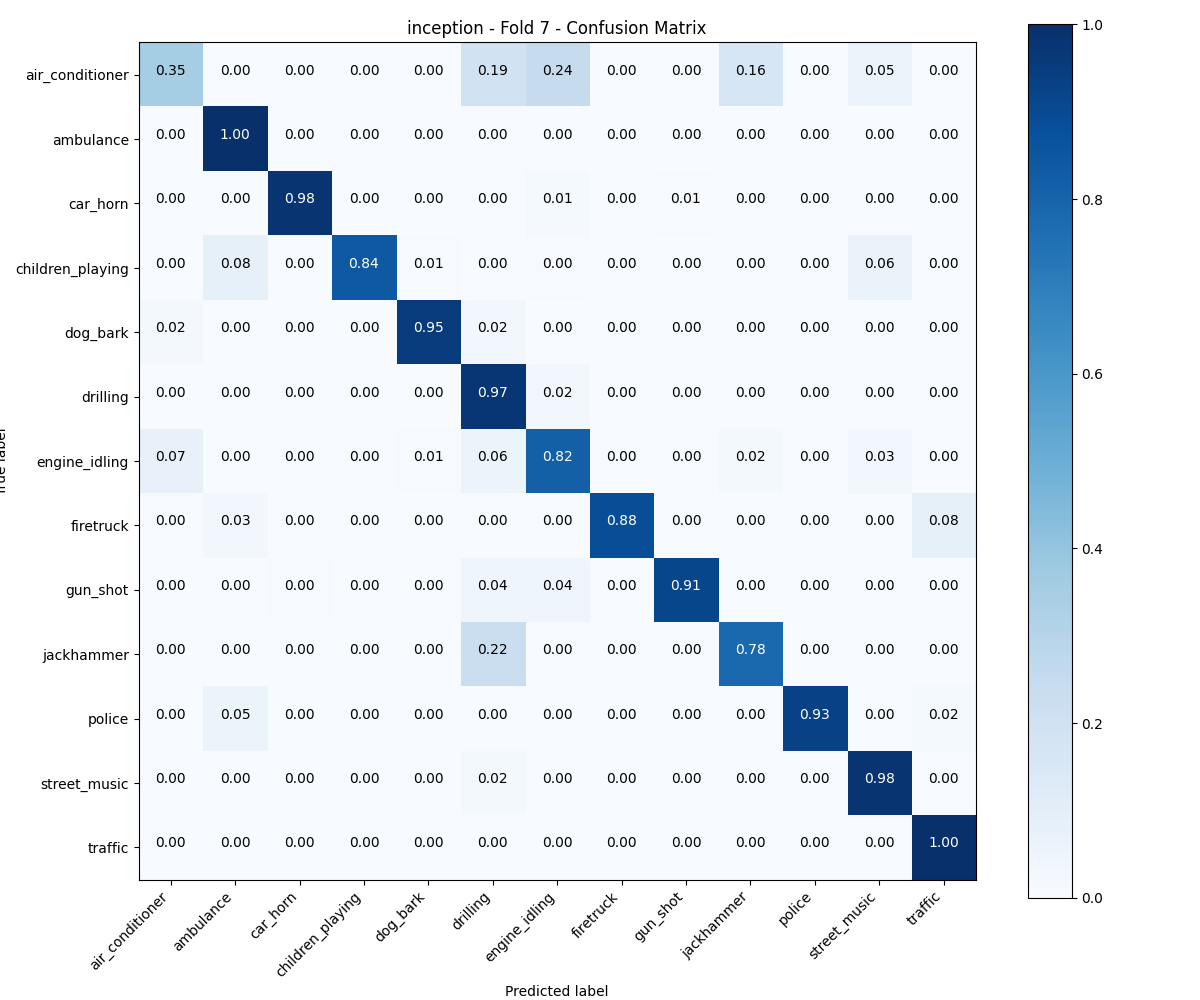 inception - Fold 7 - Confusion Matrix
air_conditioner 0.35 0.00 0.00 0.00 0.00 0.19 0.24 0.00 0.00 0.16 0.00 0.05 0.00
ambulance 0.00 1.00 0.00 0.00 0.00 0.00 0.00 0.00 0.00 0.00 0.00 0.00 0.00
car_horn 0.00 0.00 0.98 0.00 0.00 0.00 0.01 0.00 0.01 0.00 0.00 0.00 0.00
children_playing 0.00 0.08 0.00 0.84 0.01 0.00 0.00 0.00 0.00 0.00 0.00 0.06 0.00
dog_bark 0.02 0.00 0.00 0.00 0.95 0.02 0.00 0.00 0.00 0.00 0.00 0.00 0.00
drilling 0.00 0.00 0.00 0.00 0.00 0.97 0.02 0.00 0.00 0.00 0.00 0.00 0.00
engine_idling 0.07 0.00 0.00 0.00 0.01 0.06 0.82 0.00 0.00 0.02 0.00 0.03 0.00
firetruck 0.00 0.03 0.00 0.00 0.00 0.00 0.00 0.88 0.00 0.00 0.00 0.00 0.08
gun_shot 0.00 0.00 0.00 0.00 0.00 0.04 0.04 0.00 0.91 0.00 0.00 0.00 0.00
jackhammer 0.00 0.00 0.00 0.00 0.00 0.22 0.00 0.00 0.00 0.78 0.00 0.00 0.00
police 0.00 0.05 0.00 0.00 0.00 0.00 0.00 0.00 0.00 0.00 0.93 0.00 0.02
street_music 0.00 0.00 0.00 0.00 0.00 0.02 0.00 0.00 0.00 0.00 0.00 0.98 0.00
traffic 0.00 0.00 0.00 0.00 0.00 0.00 0.00 0.00 0.00 0.00 0.00 0.00 1.00
air_conditioner ambulance car_horn children_playing dog_bark drilling engine_idling firetruck gun_shot jackhammer police street_music traffic
Predicted label
1.0
0.8
0.6
0.4
0.2
0.0